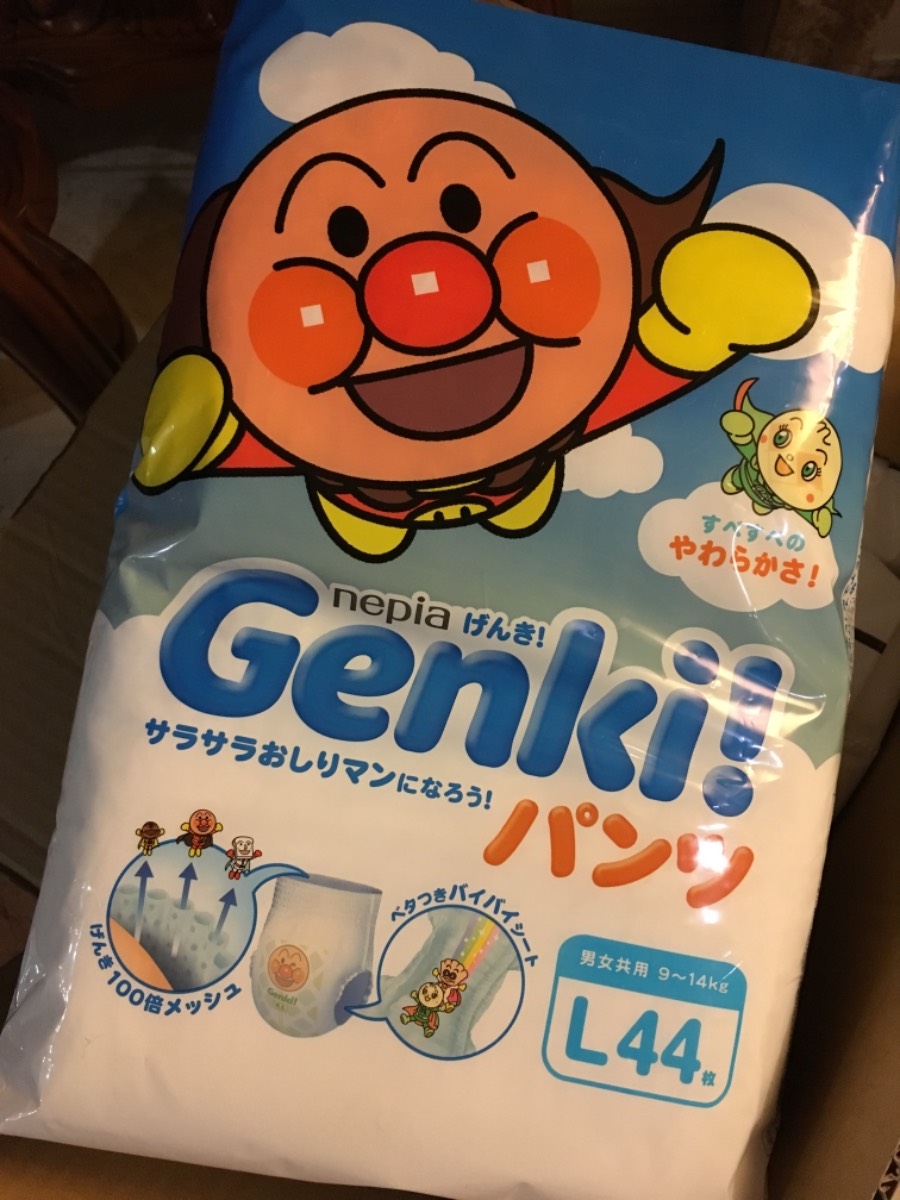 すべすべの
やわらかさ！
nepia げんき！
Genki!
サラサラおしりマンになろう！
パンツ
げんき100倍メッシュ
Genki!
ベタつきバイバイシート
男女共用 9〜14kg
L44枚